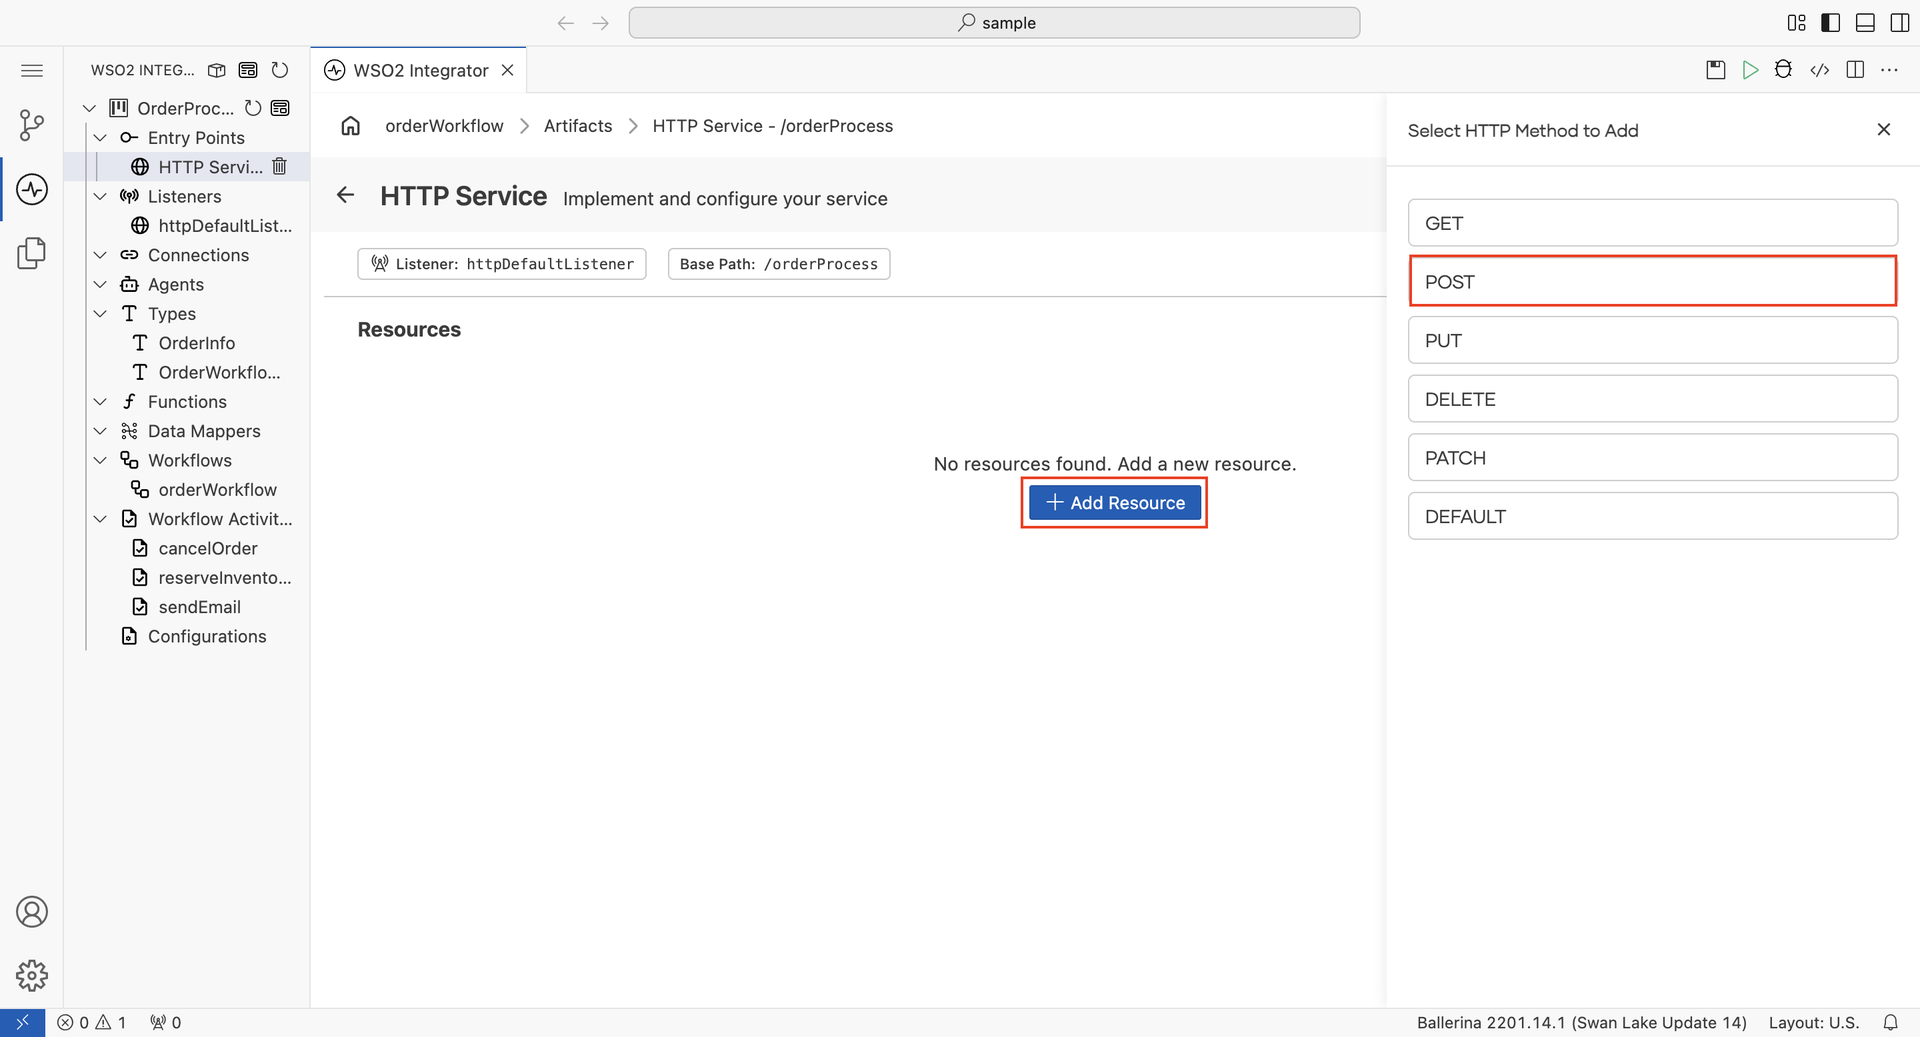 sample
WSO2 INTEG...
WSO2 Integrator
OrderProc...
Entry Points
HTTP Servi...
Listeners
httpDefaultList...
Connections
Agents
Types
OrderInfo
OrderWorkflo...
Functions
Data Mappers
Workflows
orderWorkflow
Workflow Activit...
cancelOrder
reserveInvento...
sendEmail
Configurations
orderWorkflow > Artifacts > HTTP Service - /orderProcess
HTTP Service Implement and configure your service
Listener: httpDefaultListener
Base Path: /orderProcess
Resources
No resources found. Add a new resource.
+ Add Resource
Select HTTP Method to Add
GET
POST
PUT
DELETE
PATCH
DEFAULT
0 1 0
Ballerina 2201.14.1 (Swan Lake Update 14)
Layout: U.S.